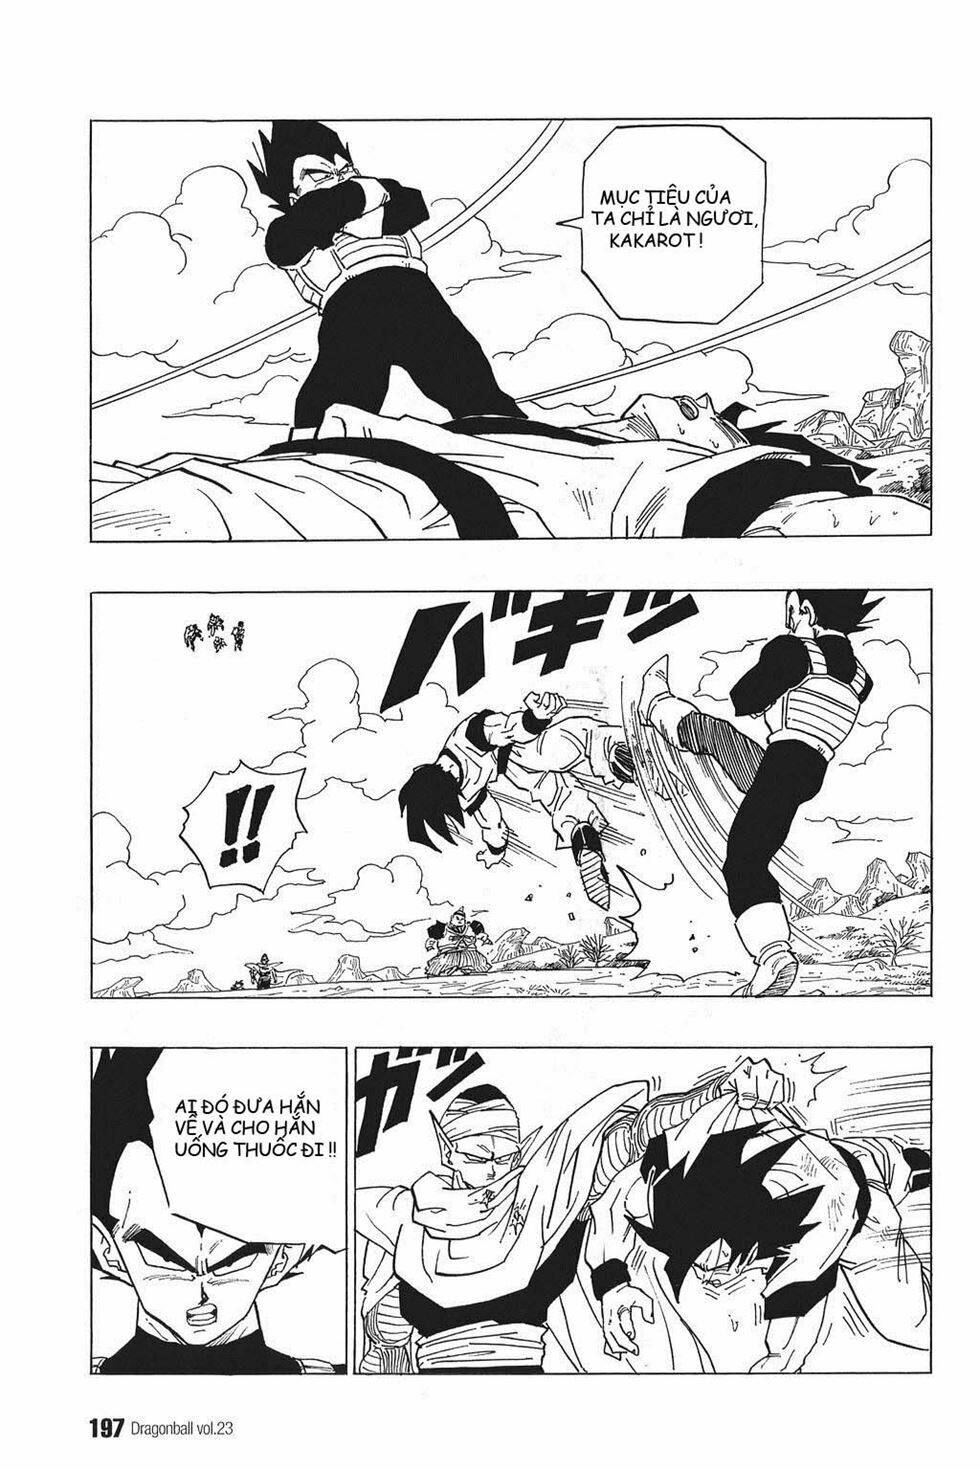 MỤC TIÊU CỦA
TA CHỈ LÀ NGƯƠI,
KAKAROT !
バキッ
!!
AI ĐÓ ĐƯA HẮN
VỀ VÀ CHO HẮN
UỐNG THUỐC ĐI !!
ガッ
197 Dragonball vol.23